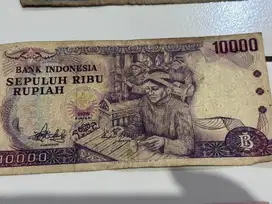 10000
BANK INDONESIA
SEPULUH RIBU
RUPIAH
10000